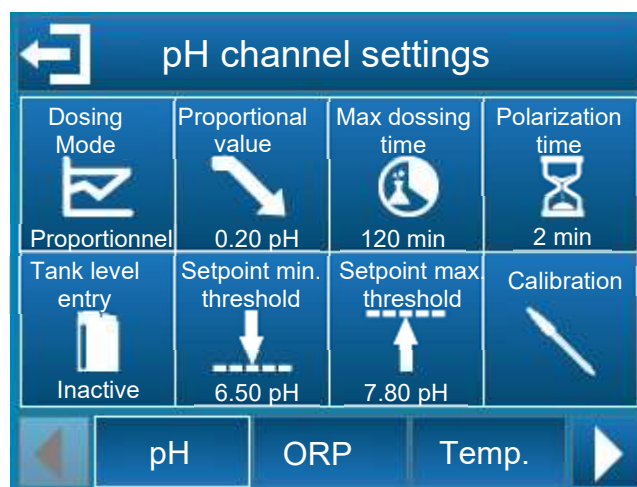 pH channel settings
Dosing
Mode
Proportionnel
Proportional
value
0.20 pH
Max dossing
time
120 min
Polarization
time
2 min
Tank level
entry
Inactive
Setpoint min.
threshold
6.50 pH
Setpoint max.
threshold
7.80 pH
Calibration
pH
ORP
Temp.